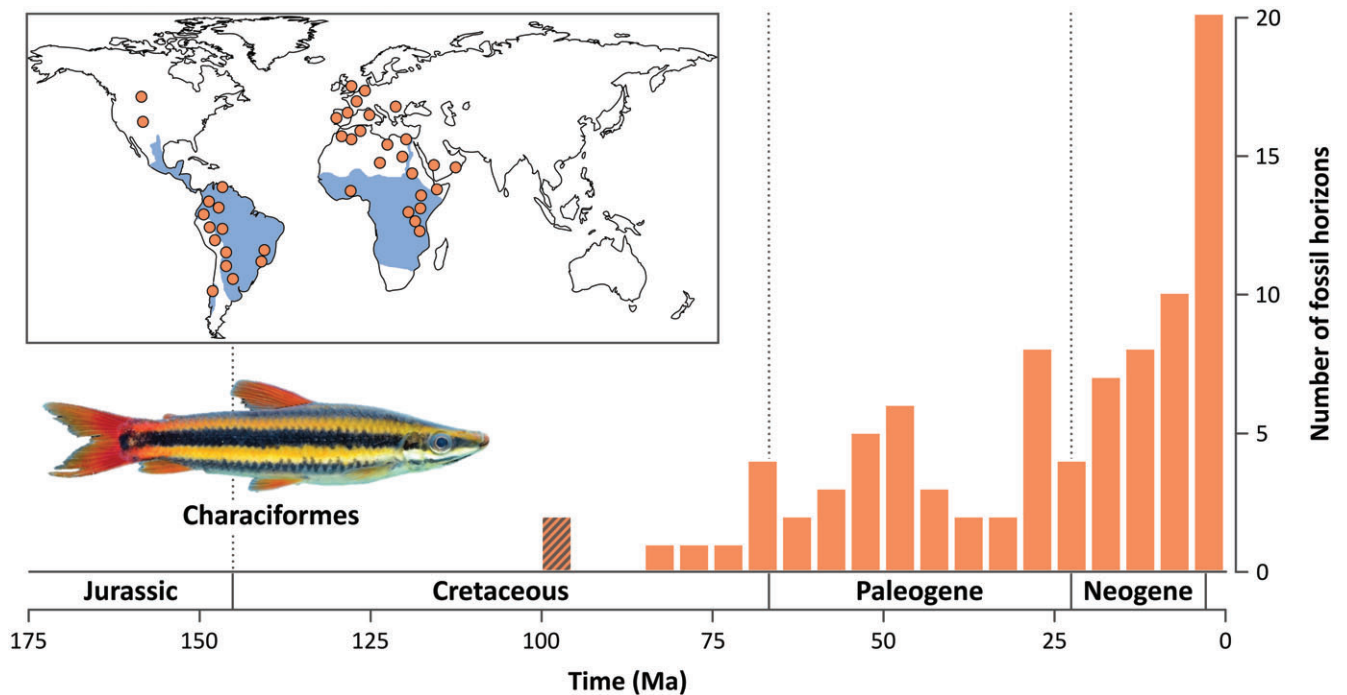 20
15
10
5
0
Number of fossil horizons
Characiformes
Jurassic
Cretaceous
Paleogene
Neogene
175
150
125
100
75
50
25
0
Time (Ma)